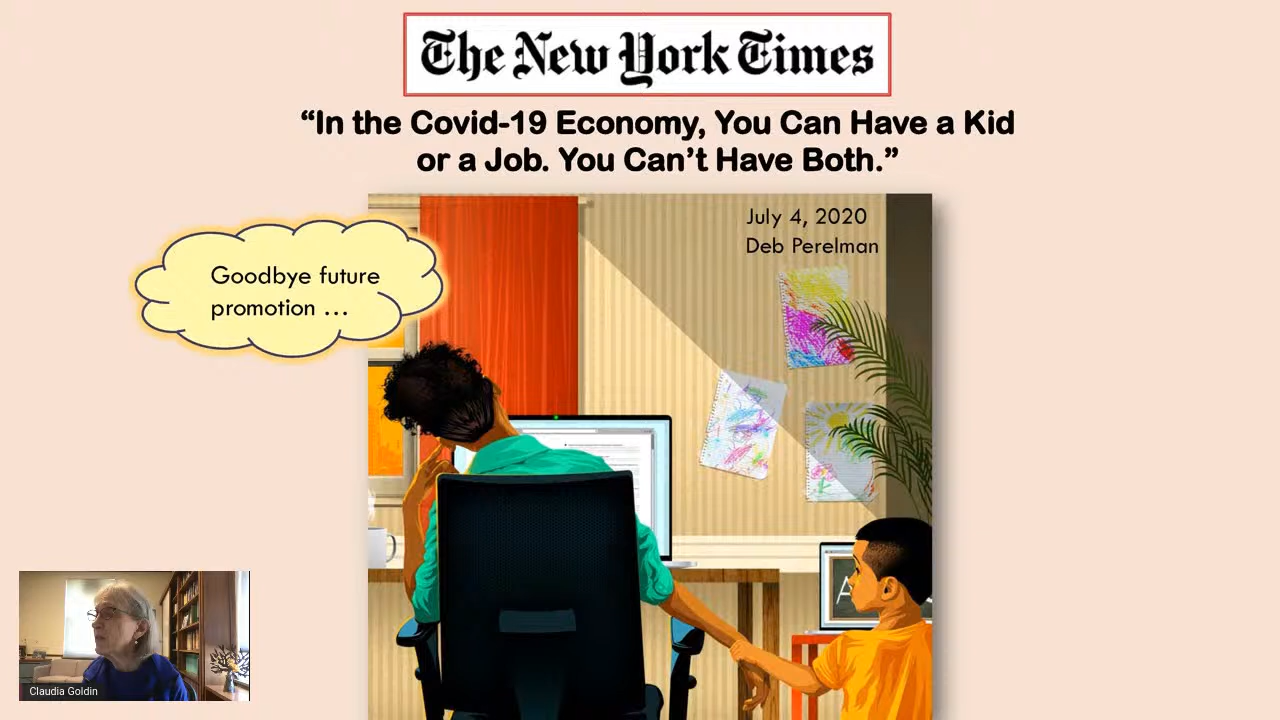 The New York Times
“In the Covid-19 Economy, You Can Have a Kid
or a Job. You Can’t Have Both.”
July 4, 2020
Deb Perelman
Goodbye future
promotion …
Claudia Goldin